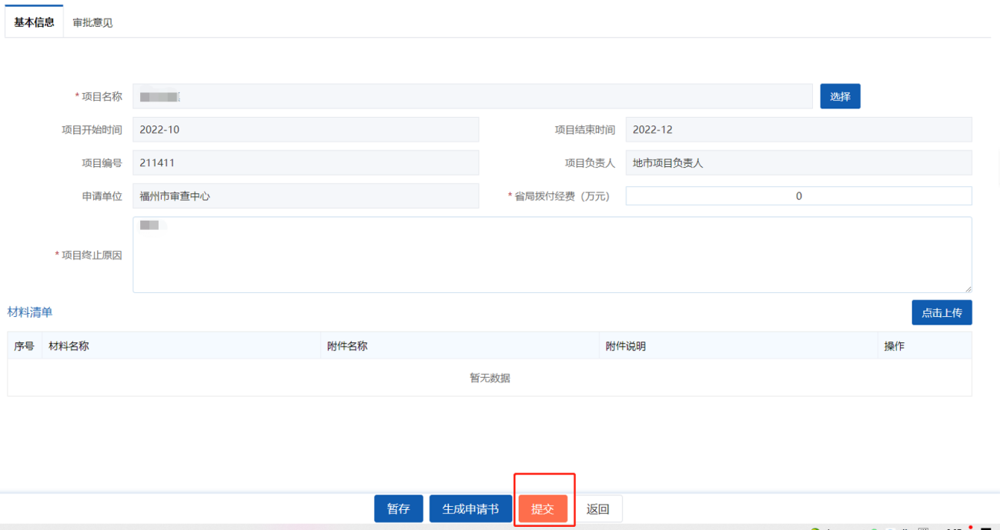 基本信息 审批意见
* 项目名称 选择
项目开始时间 2022-10 项目结束时间 2022-12
项目编号 211411 项目负责人 地市项目负责人
申请单位 福州市审查中心 * 省局拨付经费（万元） 0
* 项目终止原因
材料清单 点击上传
序号 材料名称 附件名称 附件说明 操作
暂无数据
暂存 生成申请书 提交 返回